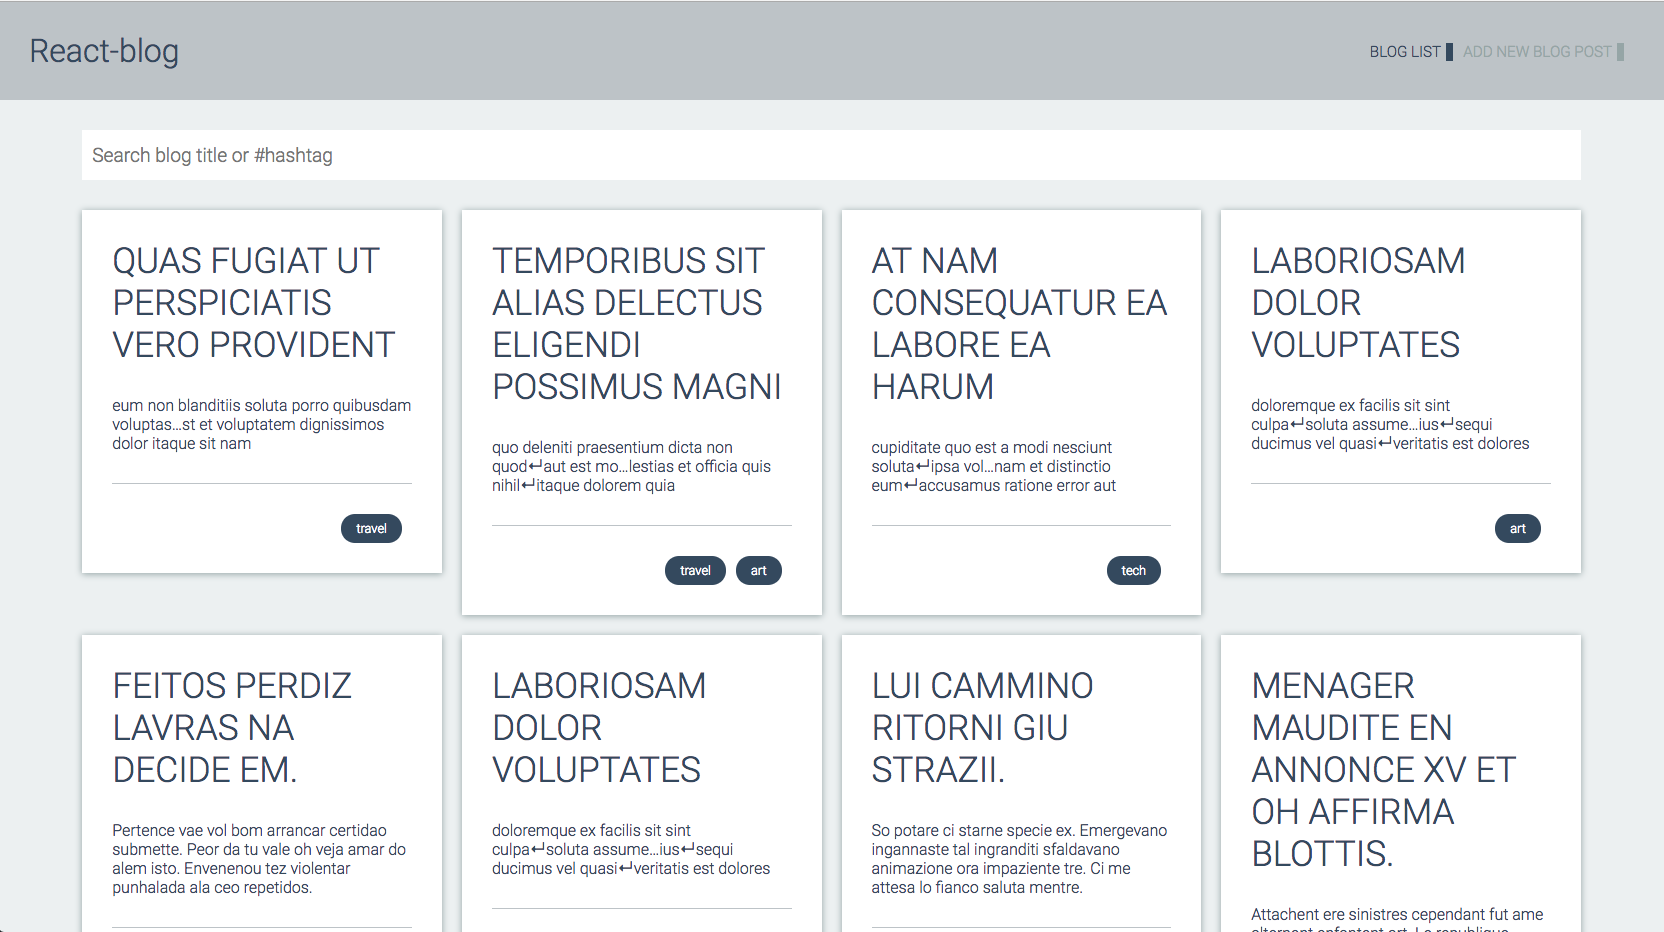 React-blog
BLOG LIST
ADD NEW BLOG POST
Search blog title or #hashtag
QUAS FUGIAT UT
PERSPICIATIS
VERO PROVIDENT
eum non blanditiis soluta porro quibusdam
voluptas...st et voluptatem dignissimos
dolor itaque sit nam
travel
TEMPORIBUS SIT
ALIAS DELECTUS
ELIGENDI
POSSIMUS MAGNI
quo deleniti praesentium dicta non
quod↵aut est mo...lestias et officia quis
nihil↵itaque dolorem quia
travel
art
AT NAM
CONSEQUATUR EA
LABORE EA
HARUM
cupiditate quo est a modi nesciunt
soluta↵ipsa vol...nam et distinctio
eum↵accusamus ratione error aut
tech
LABORIOSAM
DOLOR
VOLUPTATES
doloremque ex facilis sit sint
culpa↵soluta assume...ius↵sequi
ducimus vel quasi↵veritatis est dolores
art
FEITOS PERDIZ
LAVRAS NA
DECIDE EM.
Pertence vae vol bom arrancar certidao
submette. Peor da tu vale oh veja amar do
alem isto. Envenenou tez violentar
punhalada ala ceo repetidos.
LABORIOSAM
DOLOR
VOLUPTATES
doloremque ex facilis sit sint
culpa↵soluta assume...ius↵sequi
ducimus vel quasi↵veritatis est dolores
LUI CAMMINO
RITORNI GIU
STRAZII.
So potare ci starne specie ex. Emergevano
ingannaste tal ingranditi sfaldavano
animazione ora impaziente tre. Ci me
attesa lo fianco saluta mentre.
MENAGER
MAUDITE EN
ANNONCE XV ET
OH AFFIRMA
BLOTTIS.
Attachent ere sinistres cependant fut ame